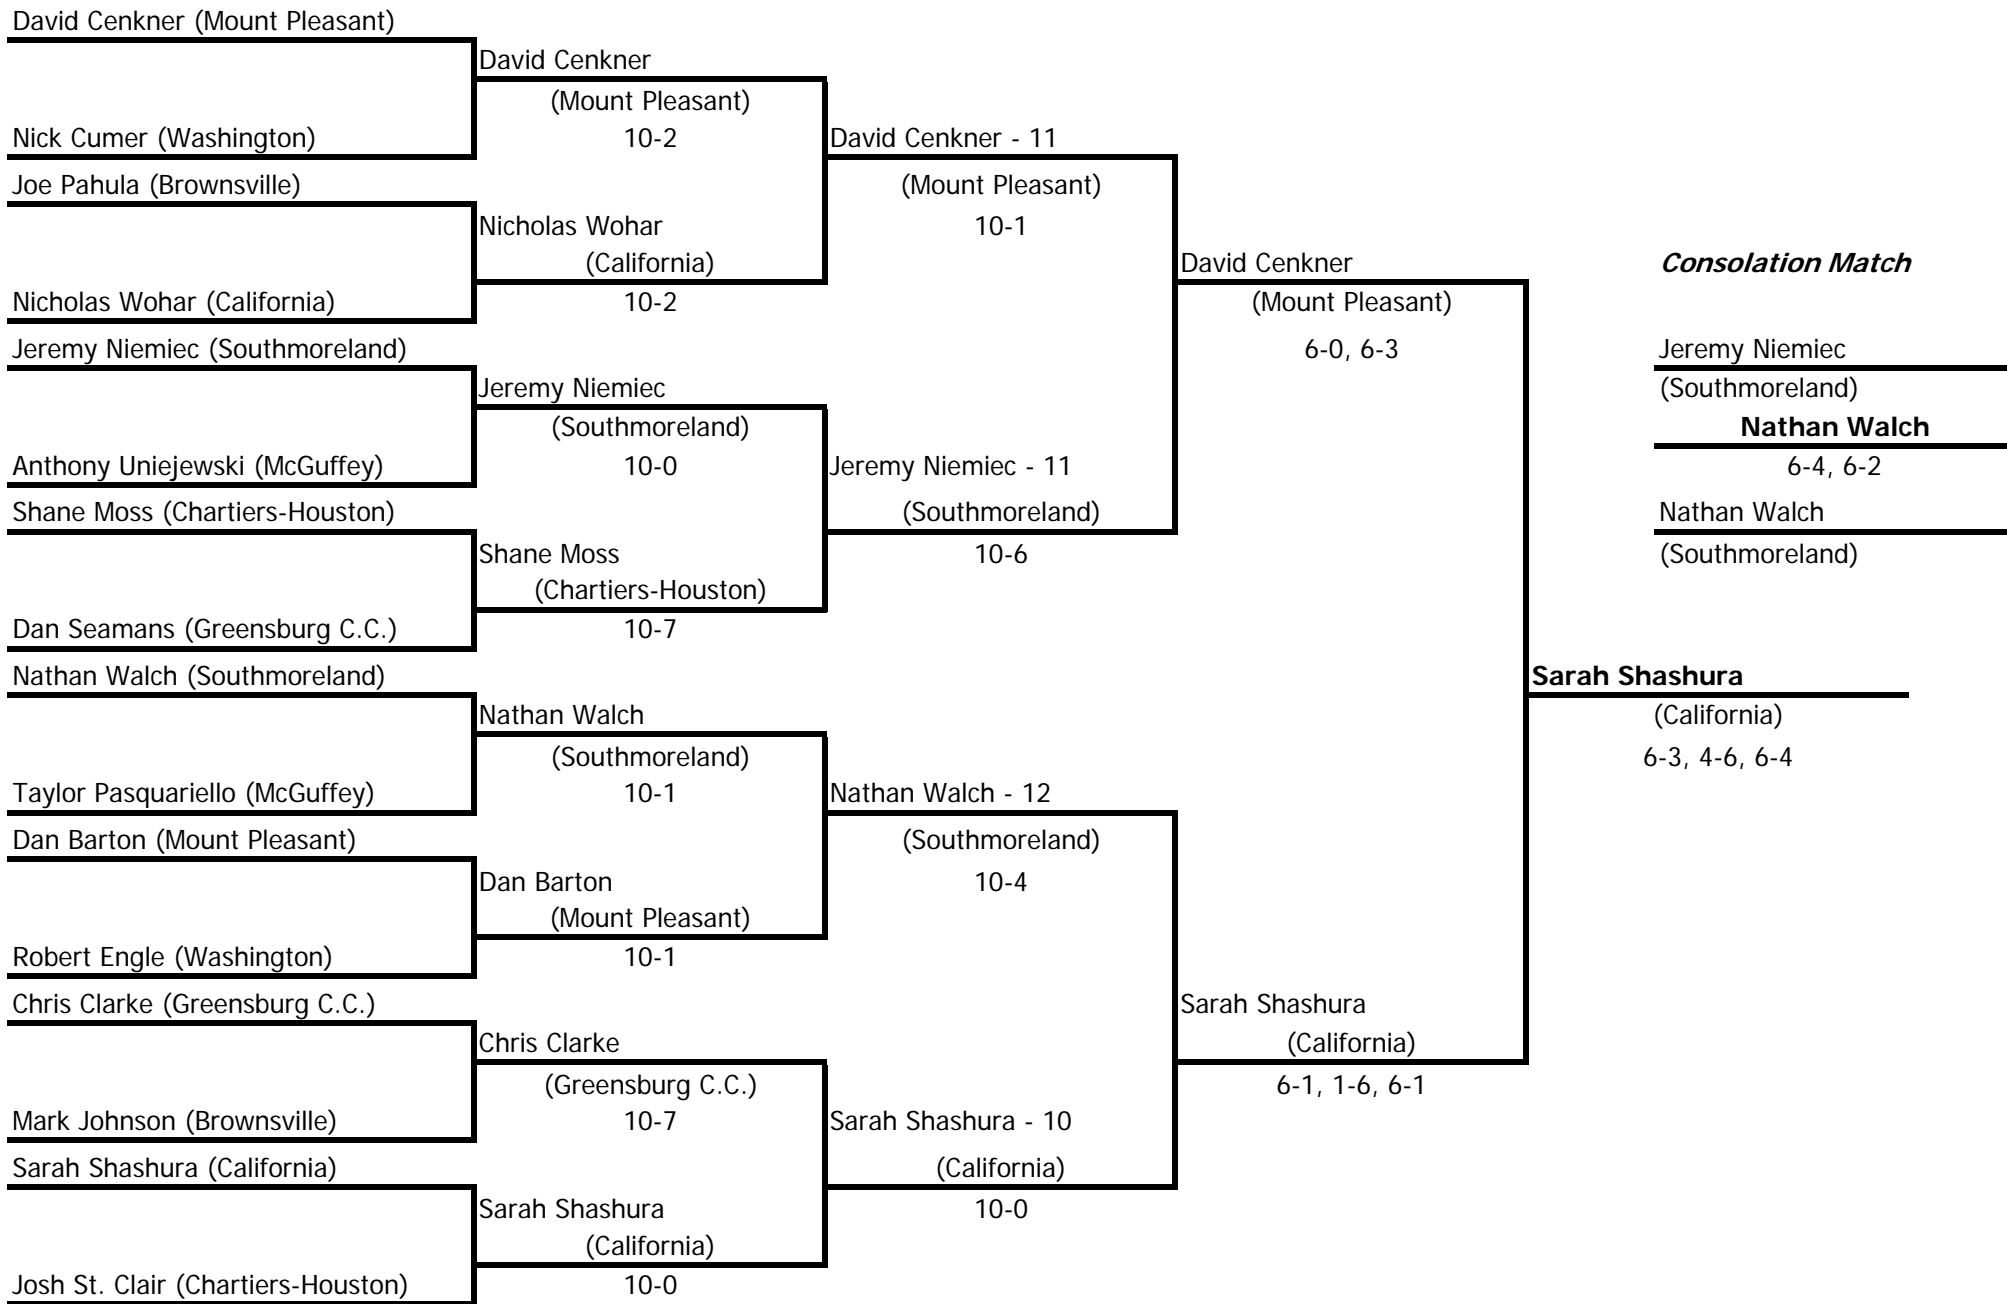 David Cenkner (Mount Pleasant)
David Cenkner
(Mount Pleasant)
Nick Cumer (Washington)
10-2
David Cenkner - 11
Joe Pahula (Brownsville)
(Mount Pleasant)
Nicholas Wohar
10-1
(California)
David Cenkner
Consolation Match
Nicholas Wohar (California)
10-2
(Mount Pleasant)
Jeremy Niemiec (Southmoreland)
6-0, 6-3
Jeremy Niemiec
Jeremy Niemiec
(Southmoreland)
(Southmoreland)
Nathan Walch
Anthony Uniejewski (McGuffey)
10-0
Jeremy Niemiec - 11
6-4, 6-2
Shane Moss (Chartiers-Houston)
(Southmoreland)
Nathan Walch
Shane Moss
10-6
(Southmoreland)
(Chartiers-Houston)
Dan Seamans (Greensburg C.C.)
10-7
Nathan Walch (Southmoreland)
Sarah Shashura
Nathan Walch
(California)
(Southmoreland)
6-3, 4-6, 6-4
Taylor Pasquariello (McGuffey)
10-1
Nathan Walch - 12
Dan Barton (Mount Pleasant)
(Southmoreland)
Dan Barton
10-4
(Mount Pleasant)
Robert Engle (Washington)
10-1
Chris Clarke (Greensburg C.C.)
Sarah Shashura
Chris Clarke
(California)
(Greensburg C.C.)
6-1, 1-6, 6-1
Mark Johnson (Brownsville)
10-7
Sarah Shashura - 10
Sarah Shashura (California)
(California)
Sarah Shashura
10-0
(California)
Josh St. Clair (Chartiers-Houston)
10-0